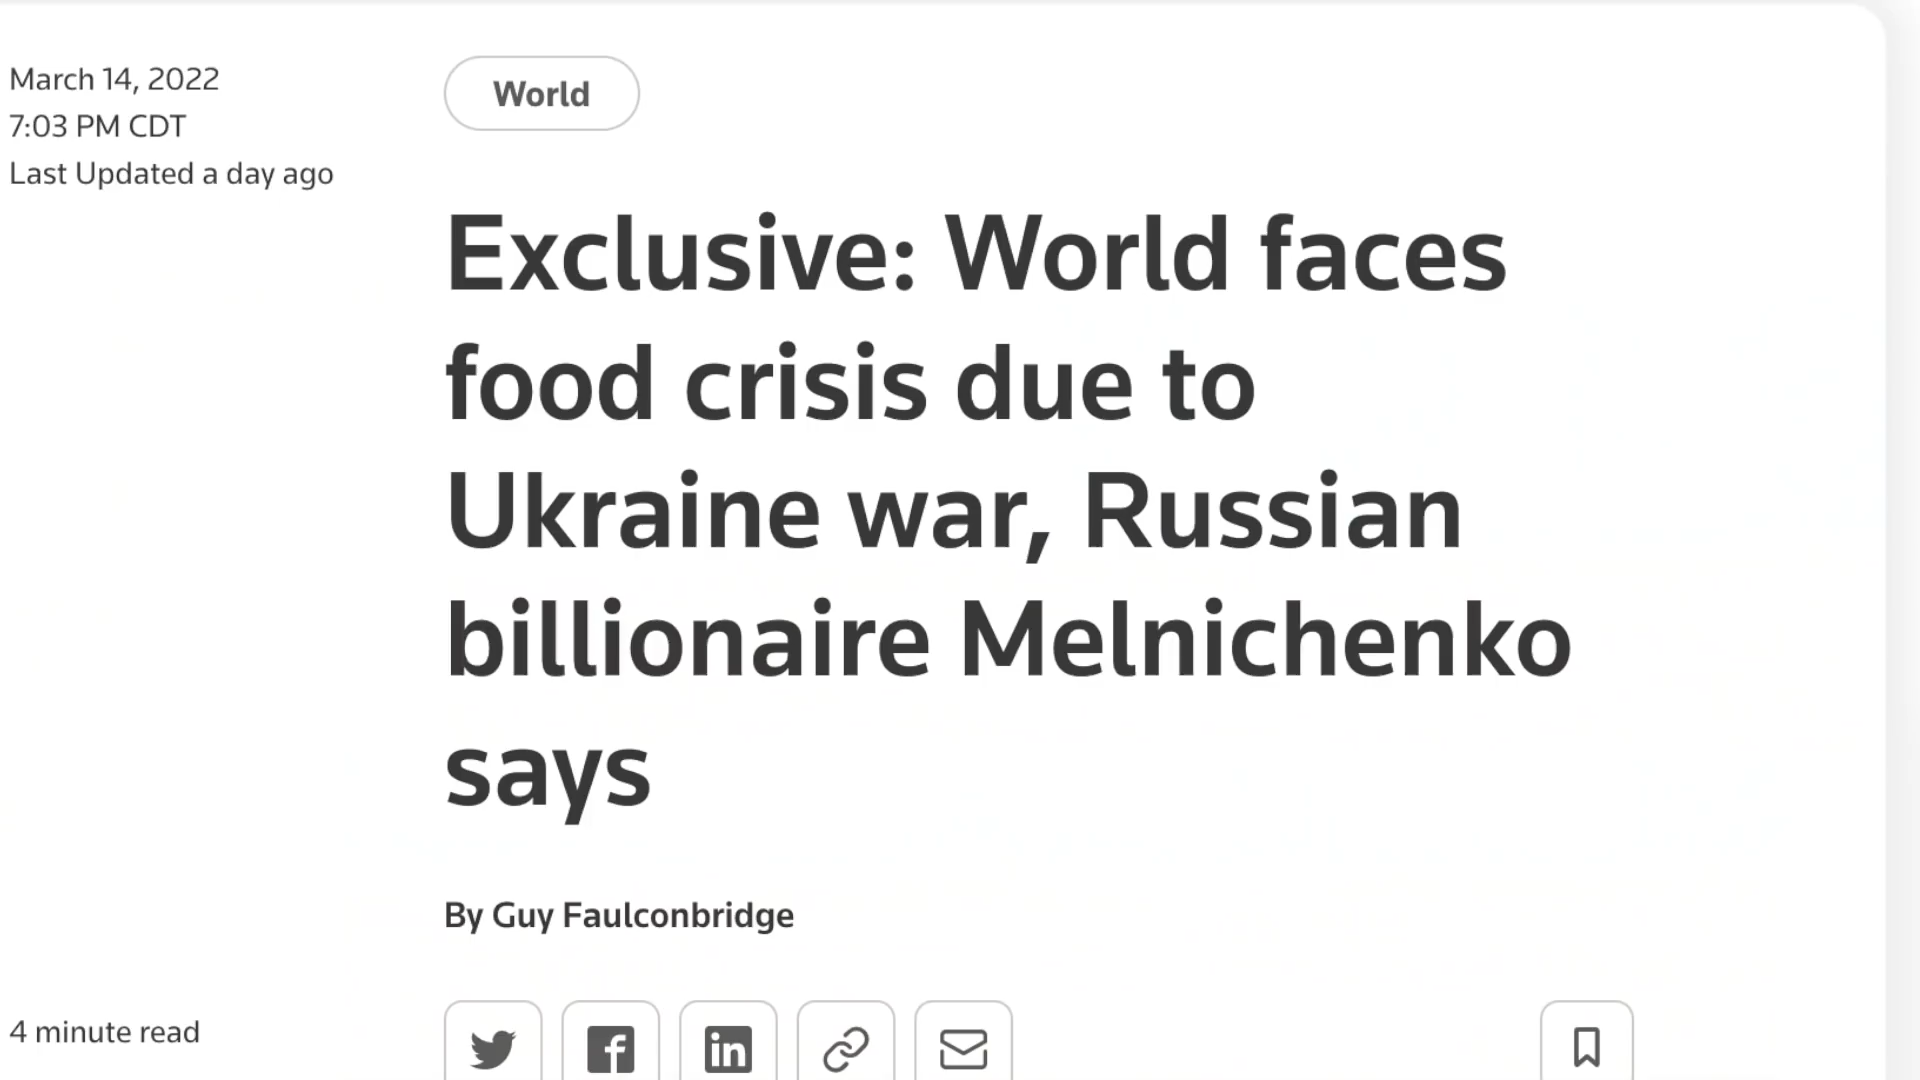 March 14, 2022
7:03 PM CDT
Last Updated a day ago
World
Exclusive: World faces
food crisis due to
Ukraine war, Russian
billionaire Melnichenko
says
By Guy Faulconbridge
4 minute read